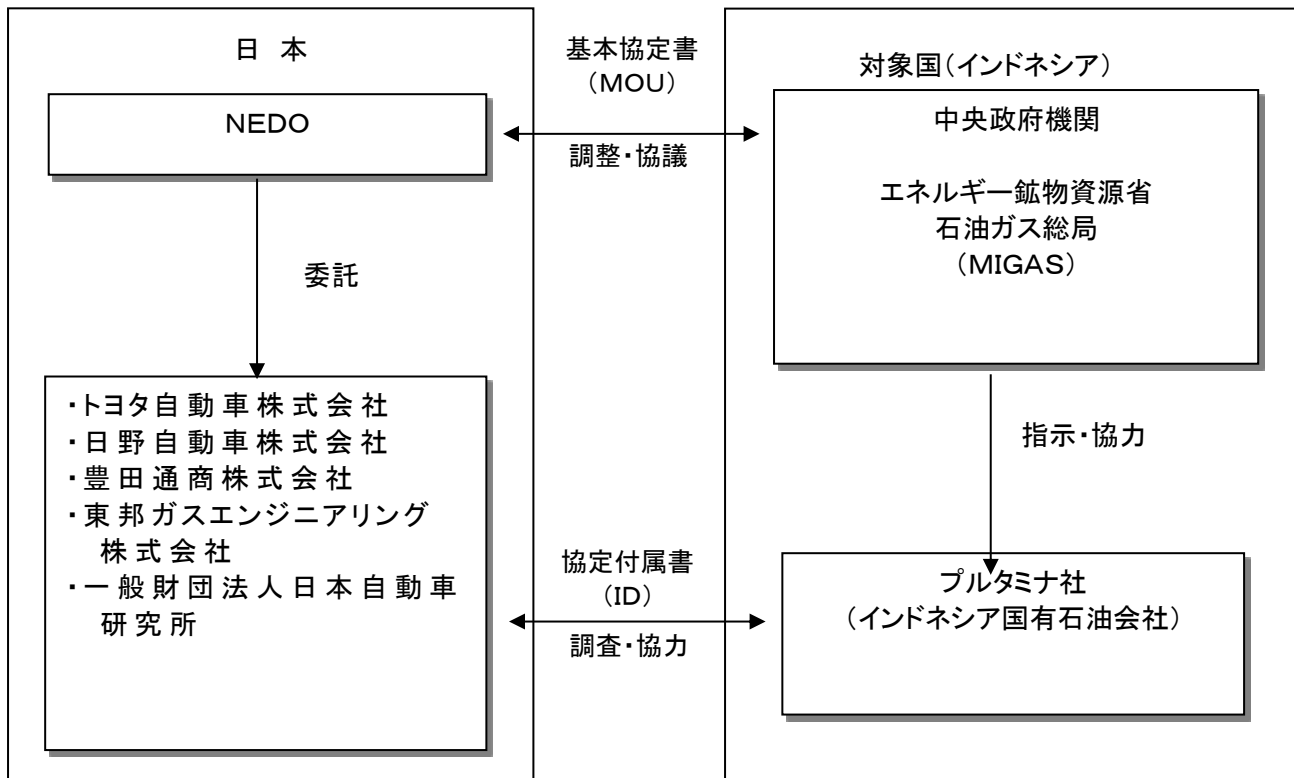 日 本
NEDO
委託
・トヨタ自動車株式会社
・日野自動車株式会社
・豊田通商株式会社
・東邦ガスエンジニアリング
株式会社
・一般財団法人日本自動車
研究所
基本協定書
(MOU)
調整・協議
協定付属書
(ID)
調査・協力
対象国(インドネシア)
中央政府機関
エネルギー鉱物資源省
石油ガス総局
(MIGAS)
指示・協力
プルタミナ社
(インドネシア国有石油会社)